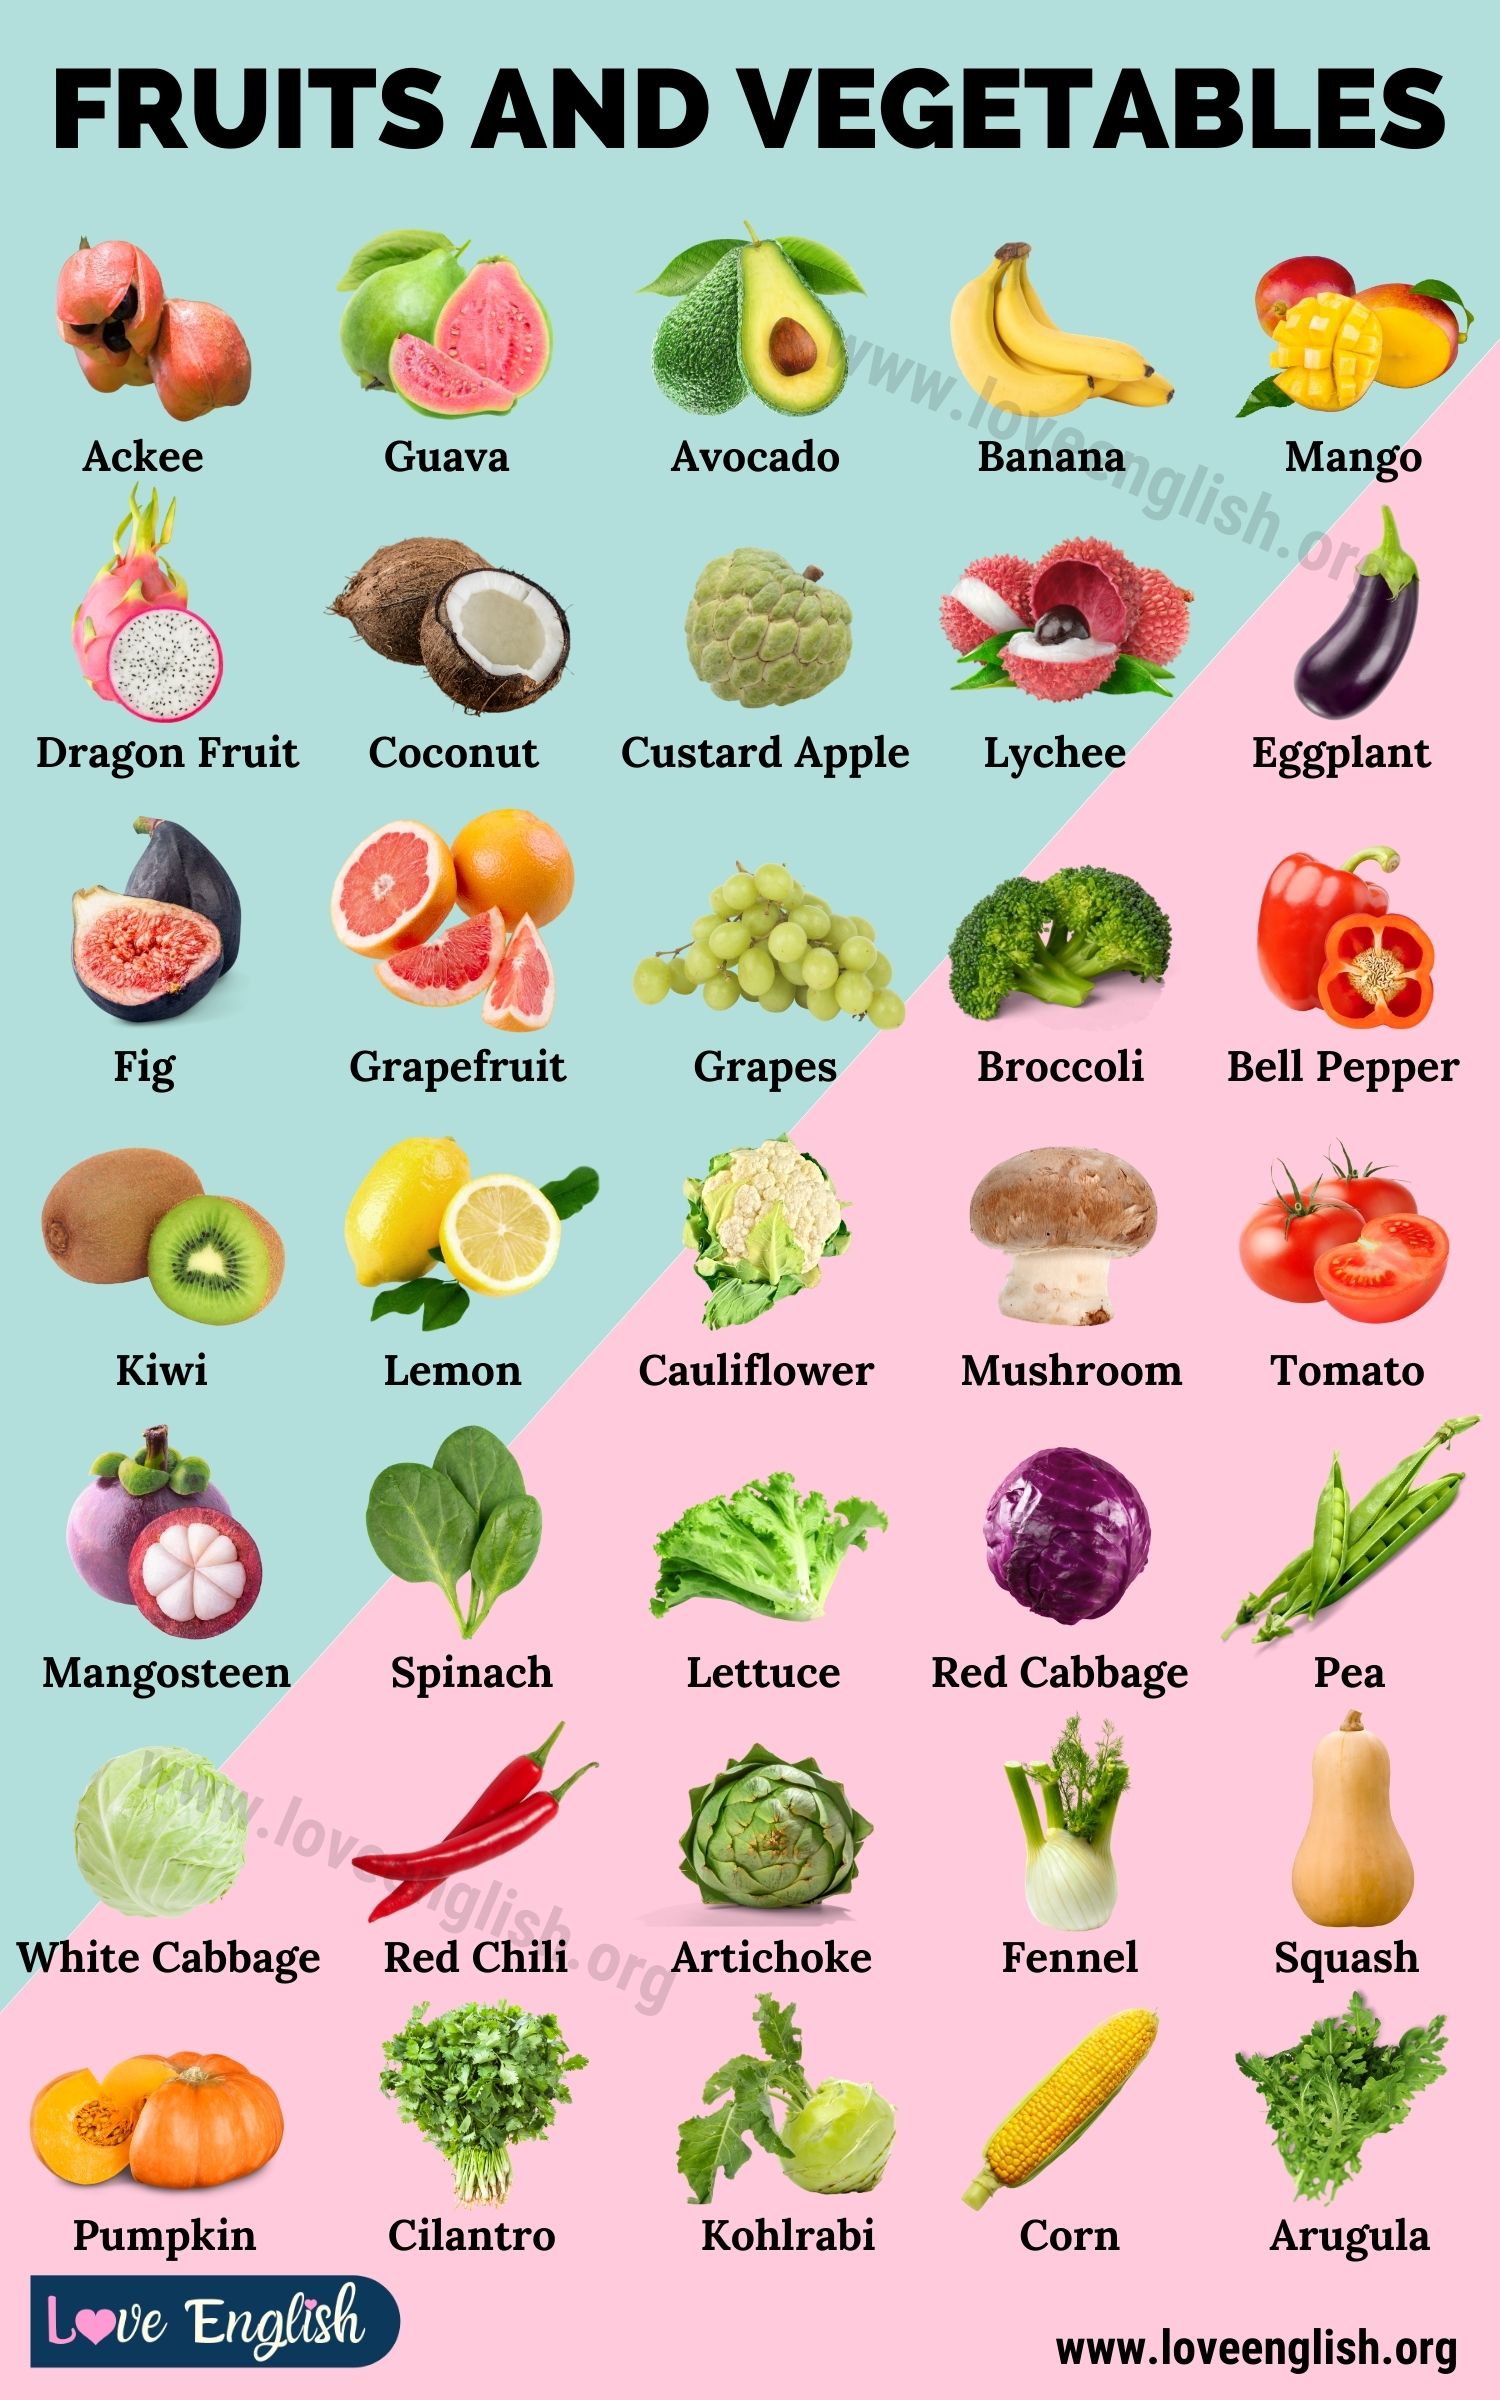 FRUITS AND VEGETABLES
Ackee
Guava
Avocado
Banana
Mango
www.loveenglish.org
Dragon Fruit
Coconut
Custard Apple
Lychee
Eggplant
Fig
Grapefruit
Grapes
Broccoli
Bell Pepper
Kiwi
Lemon
Cauliflower
Mushroom
Tomato
Mangosteen
Spinach
Lettuce
Red Cabbage
Pea
www.loveenglish.org
White Cabbage
Red Chili
Artichoke
Fennel
Squash
Pumpkin
Cilantro
Kohlrabi
Corn
Arugula
Love English
www.loveenglish.org